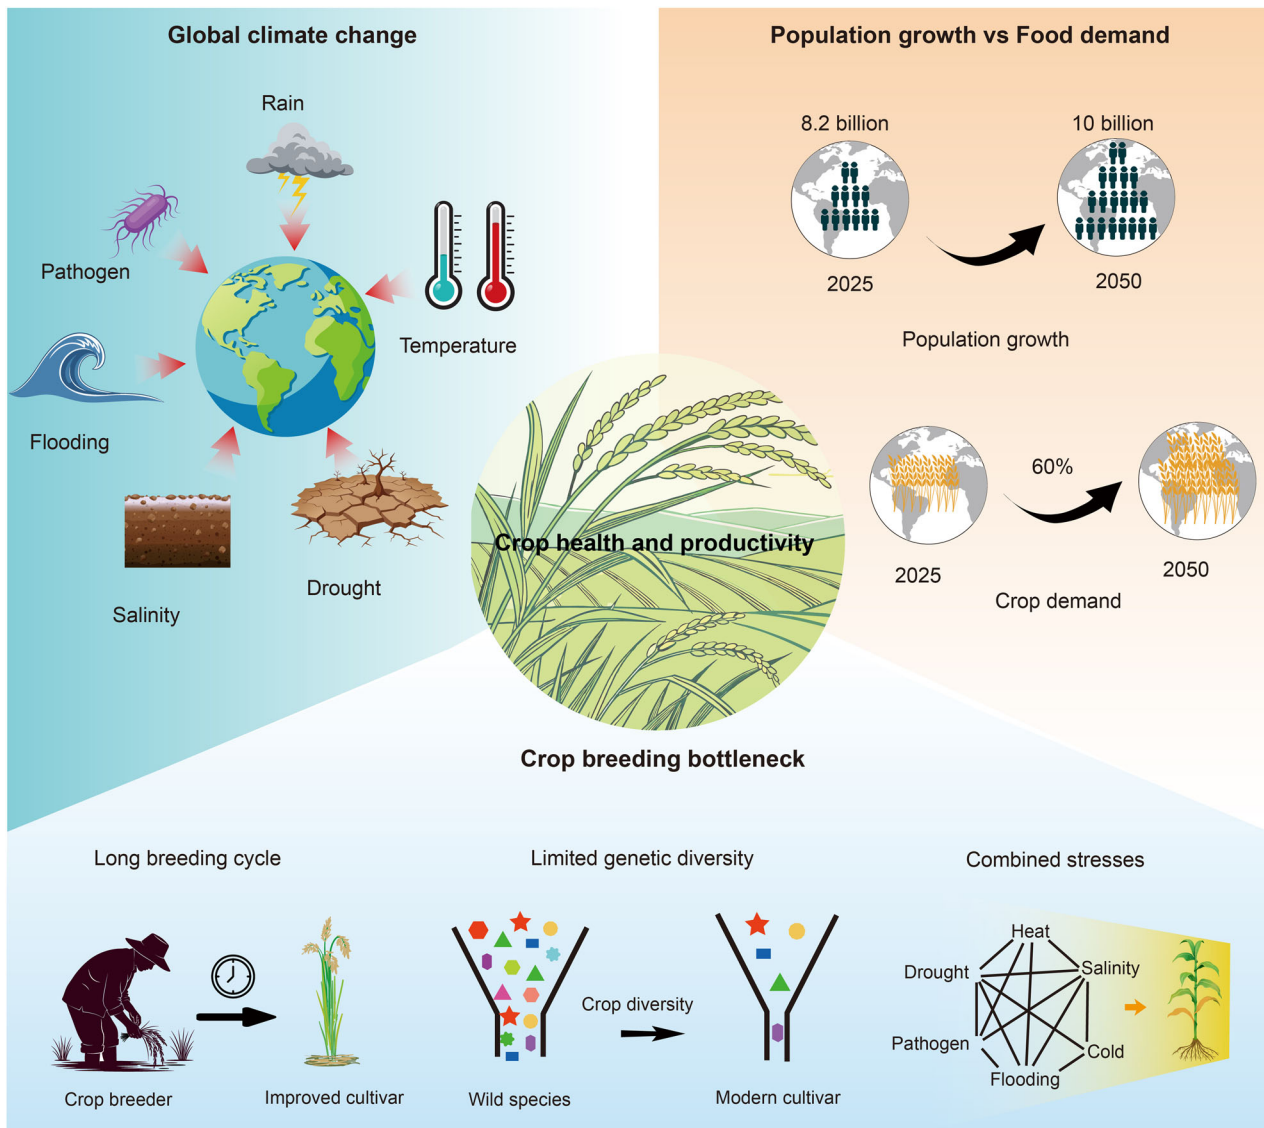 Global climate change
Rain
Pathogen
Temperature
Flooding
Salinity
Drought
Population growth vs Food demand
8.2 billion
10 billion
2025
2050
Population growth
60%
2025
2050
Crop demand
Crop health and productivity
Crop breeding bottleneck
Long breeding cycle
Crop breeder
Improved cultivar
Limited genetic diversity
Crop diversity
Wild species
Modern cultivar
Combined stresses
Heat
Drought
Salinity
Pathogen
Cold
Flooding